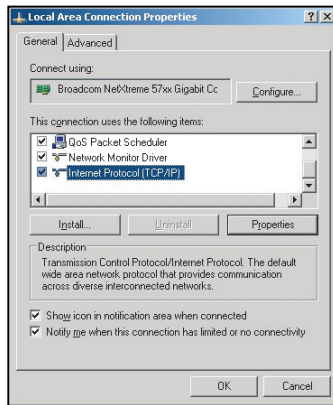 Local Area Connection Properties
General Advanced
Connect using:
Broadcom NetXtreme 57xx Gigabit Cc
Configure...
This connection uses the following items:
QoS Packet Scheduler
Network Monitor Driver
Internet Protocol (TCP/IP)
Install... Uninstall Properties
Description
Transmission Control Protocol/Internet Protocol. The default
wide area network protocol that provides communication
across diverse interconnected networks.
Show icon in notification area when connected
Notify me when this connection has limited or no connectivity
OK Cancel